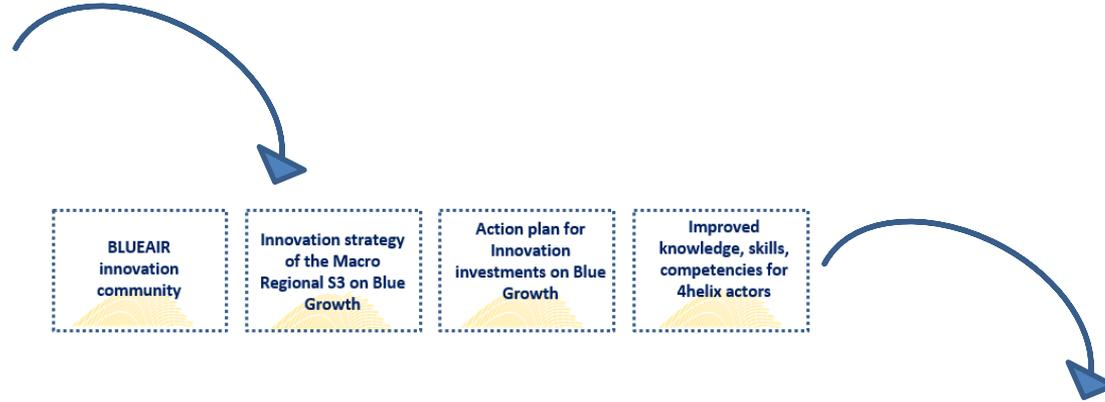 BLUEAIR
innovation
community
Innovation strategy
of the Macro
Regional S3 on Blue
Growth
Action plan for
Innovation
investments on Blue
Growth
Improved
knowledge, skills,
competencies for
4helix actors